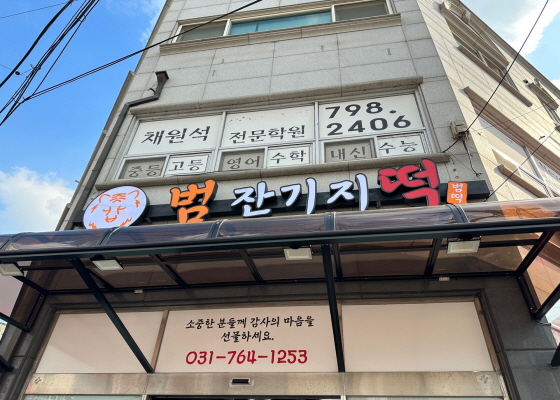 채원석 전문학원 798.2406
중등 고등 영어 수학 내신 수능
범 잔기지떡 범떡
소중한 분들께 감사의 마음을
선물하세요.
031-764-1253